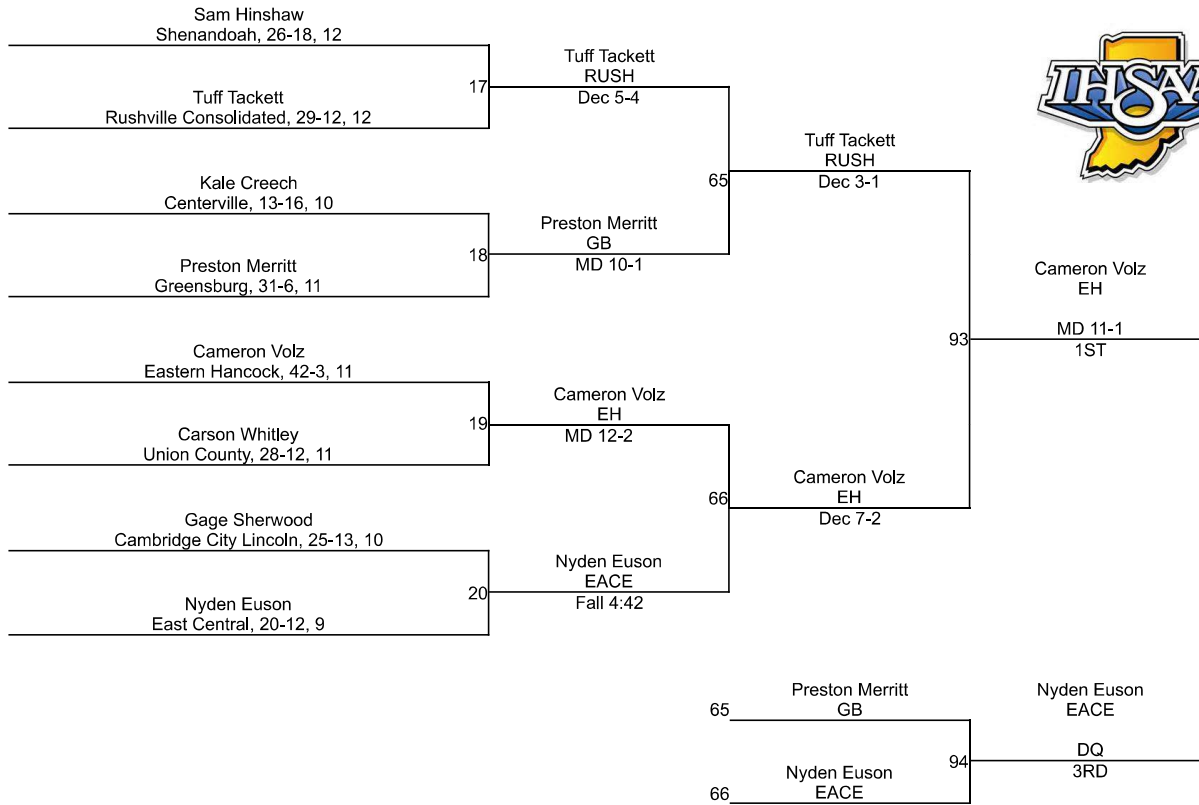 Sam Hinshaw
Shenandoah, 26-18, 12
Tuff Tackett
Rushville Consolidated, 29-12, 12
17
Tuff Tackett
RUSH
Dec 5-4
Kale Creech
Centerville, 13-16, 10
Preston Merritt
Greensburg, 31-6, 11
18
Preston Merritt
GB
MD 10-1
65
Tuff Tackett
RUSH
Dec 3-1
Cameron Volz
Eastern Hancock, 42-3, 11
Carson Whitley
Union County, 28-12, 11
19
Cameron Volz
EH
MD 12-2
Gage Sherwood
Cambridge City Lincoln, 25-13, 10
Nyden Euson
East Central, 20-12, 9
20
Nyden Euson
EACE
Fall 4:42
66
Cameron Volz
EH
Dec 7-2
93
Cameron Volz
EH
MD 11-1
1ST
IHSAA
65
Preston Merritt
GB
66
Nyden Euson
EACE
94
Nyden Euson
EACE
DQ
3RD